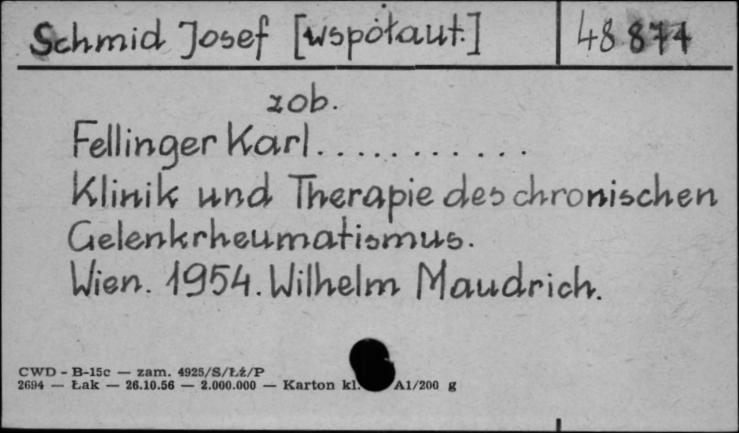 Schmid Josef [współaut.] 48 874
zob.
Fellinger Karl............
Klinik und Therapie des chronischen
Gelenkrheumatismus.
Wien. 1954. Wilhelm Maudrich.
CWD - B-15c — zam. 4925/S/Łź/P
2694 — Łak — 26.10.56 — 2.000.000 — Karton kl. A1/200 g